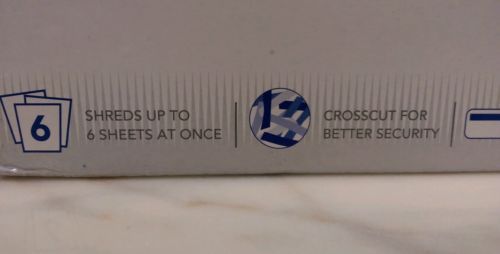 6
SHREDS UP TO
6 SHEETS AT ONCE
CROSSCUT FOR
BETTER SECURITY